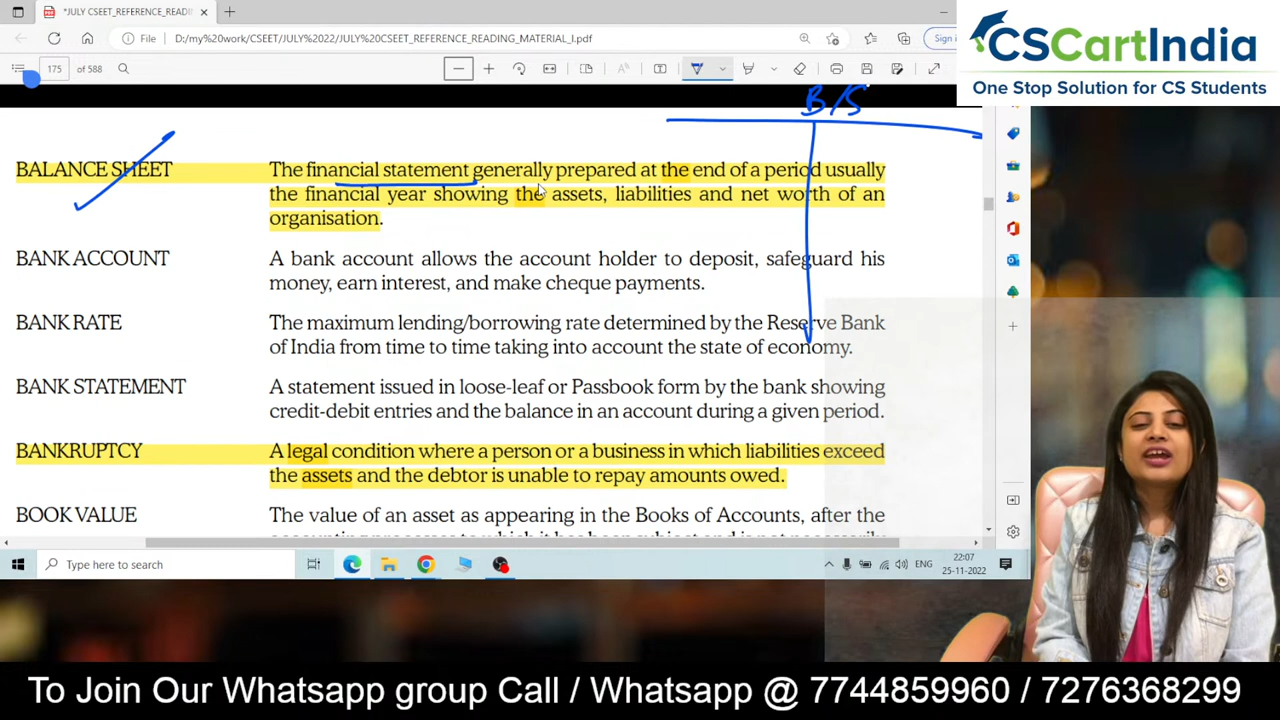 *JULY CSEET_REFERENCE_READI
File
D:/my%20work/CSEET/JULY%202022/JULY%20CSEET_REFERENCE_READING_MATERIAL_I.pdf
Sign i
175 of 588
CSCartIndia
One Stop Solution for CS Students
B/S
BALANCE SHEET The financial statement generally prepared at the end of a period usually
the financial year showing the assets, liabilities and net worth of an
organisation.
BANK ACCOUNT A bank account allows the account holder to deposit, safeguard his
money, earn interest, and make cheque payments.
BANK RATE The maximum lending/borrowing rate determined by the Reserve Bank
of India from time to time taking into account the state of economy.
BANK STATEMENT A statement issued in loose-leaf or Passbook form by the bank showing
credit-debit entries and the balance in an account during a given period.
BANKRUPTCY A legal condition where a person or a business in which liabilities exceed
the assets and the debtor is unable to repay amounts owed.
BOOK VALUE The value of an asset as appearing in the Books of Accounts, after the
Type here to search
ENG
22:07
25-11-2022
To Join Our Whatsapp group Call / Whatsapp @ 7744859960 / 7276368299